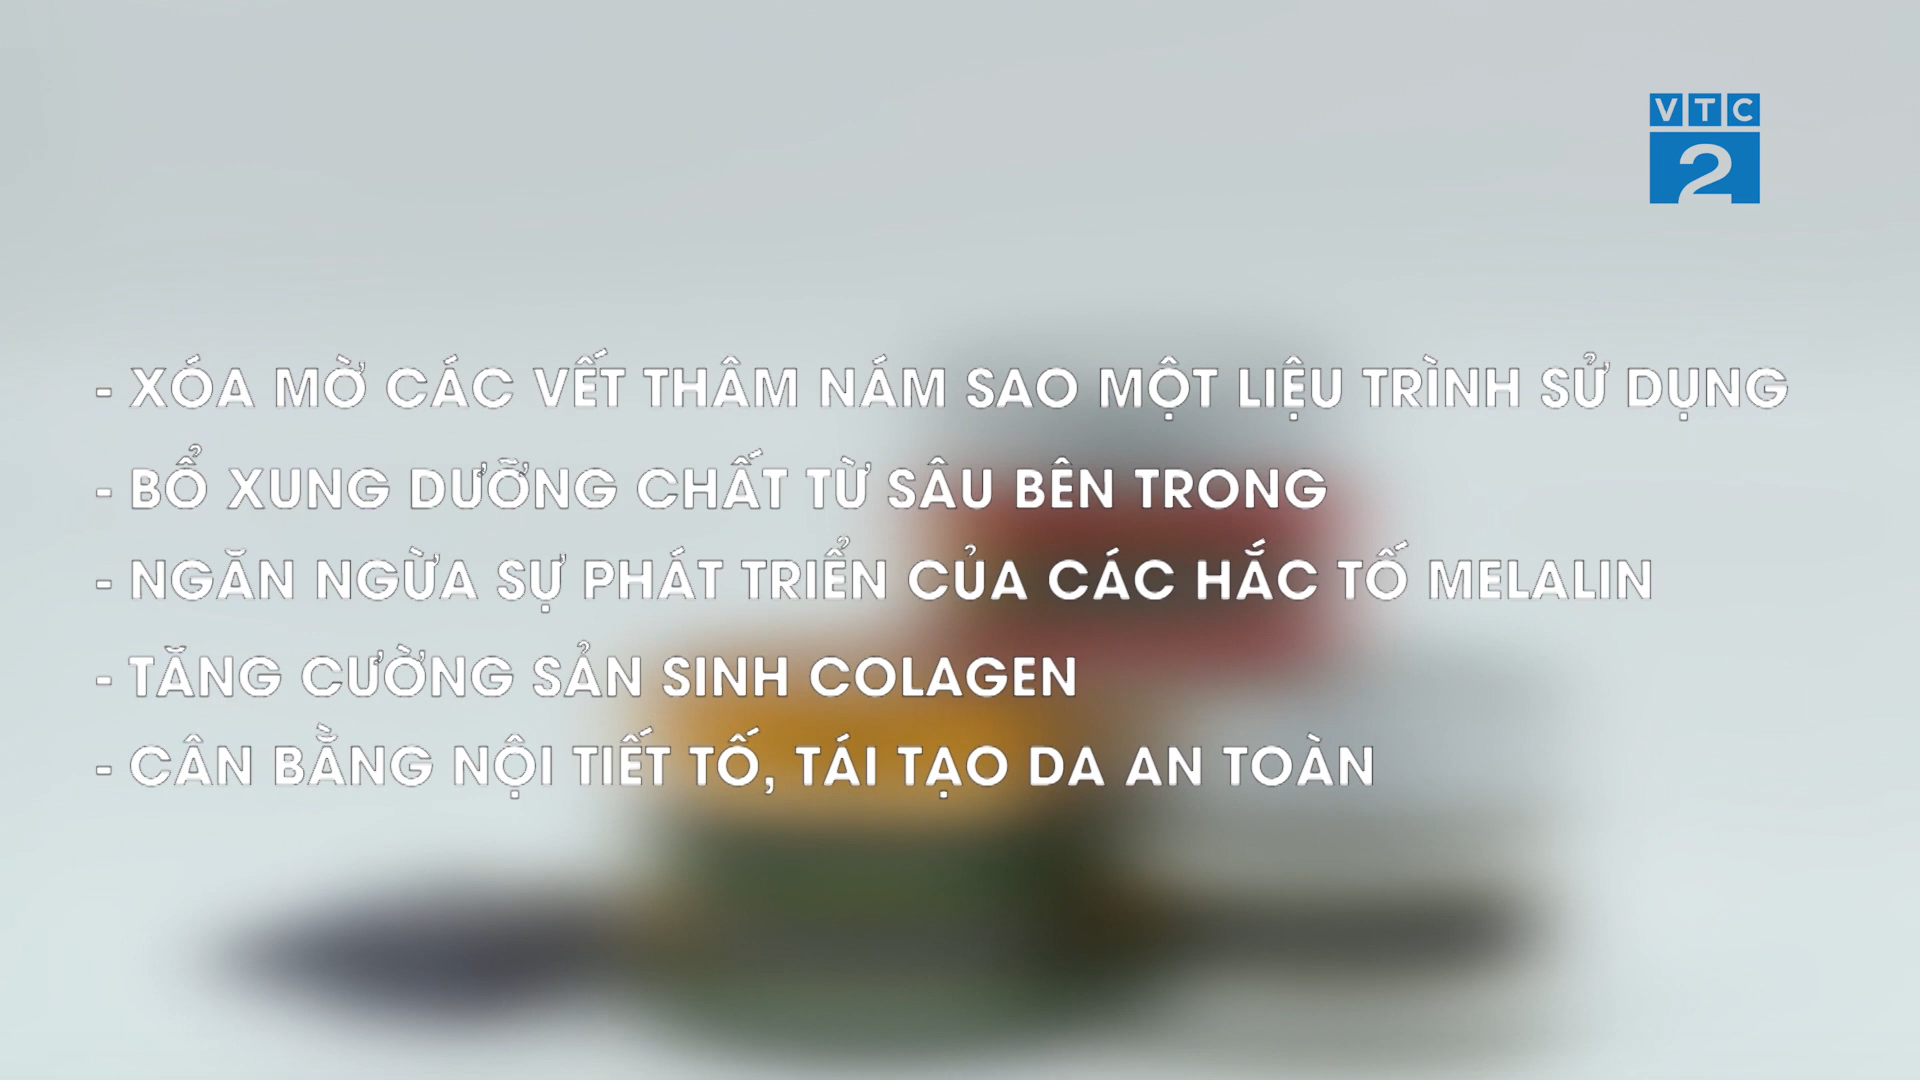 VTC
2
- XÓA MỜ CÁC VẾT THÂM NÁM SAO MỘT LIỆU TRÌNH SỬ DỤNG
- BỔ XUNG DƯỠNG CHẤT TỪ SÂU BÊN TRONG
- NGĂN NGỪA SỰ PHÁT TRIỂN CỦA CÁC HẮC TỐ MELALIN
- TĂNG CƯỜNG SẢN SINH COLAGEN
- CÂN BẰNG NỘI TIẾT TỐ, TÁI TẠO DA AN TOÀN